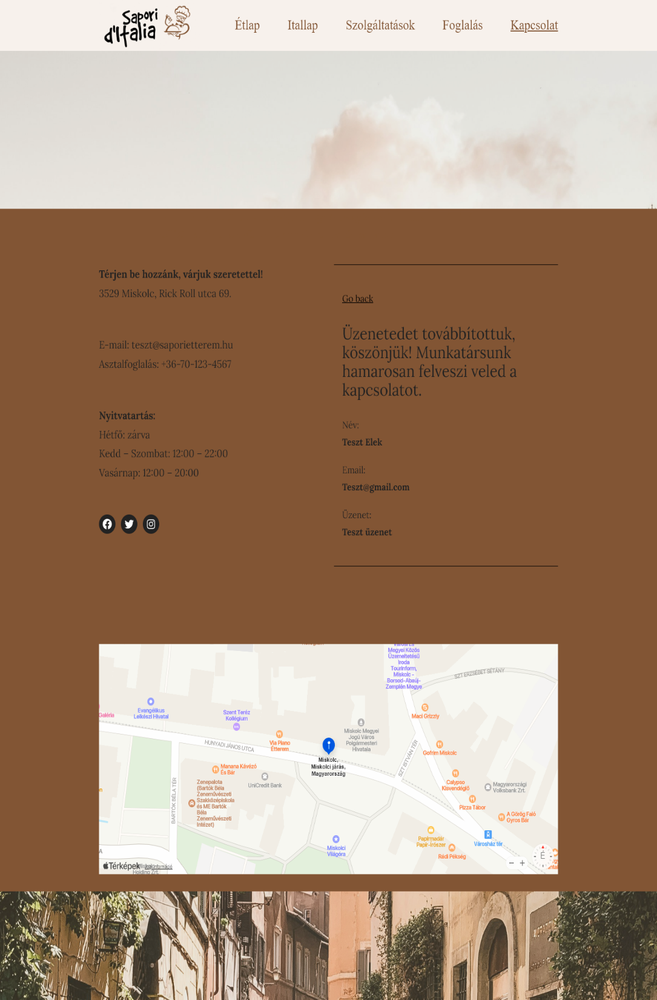 Sapori
d'Italia
Étlap
Itallap
Szolgáltatások
Foglalás
Kapcsolat
Térjen be hozzánk, várjuk szeretettel!
3529 Miskolc, Rick Roll utca 69.
E-mail: teszt@saporietterem.hu
Asztalfoglalás: +36-70-123-4567
Nyitvatartás:
Hétfő: zárva
Kedd – Szombat: 12:00 – 22:00
Vasárnap: 12:00 – 20:00
Go back
Üzenetedet továbbítottuk,
köszönjük! Munkatársunk
hamarosan felveszi veled a
kapcsolatot.
Név:
Teszt Elek
Email:
Teszt@gmail.com
Üzenet:
Teszt üzenet
Megyei Közös
Üzemeltetésű
Iroda
Tourinform,
Miskolc -
Borsod-Abaúj-
Zemplén Megye
SZT ERZSÉBET SÉTÁNY
Evangélikus
Lelkészi Hivatal
Galéria
Szent Teréz
Kollégium
Maci Grizzly
Miskolc Megyei
Jogú Város
Polgármesteri
Hivatala
Via Piano
Étterem
HUNYADI JÁNOS UTCA
Gofrim Miskolc
SZT ISTVÁN TÉR
Miskolc,
Miskolci járás,
Magyarország
Manana Kávézó
És Bár
UniCredit Bank
Zenepalota
(Bartók Béla
Zeneművészeti
Szakközépiskola
és ME Bartók
Béla
Zeneművészeti
Intézet)
BARTÓK BÉLA TÉR
Calypso
Kisvendéglő
Magyarországi
Volksbank Zrt.
Pizza Tábor
A Görög Faló
Gyros Bár
Papírmadár
Papír-írószer
Városház tér
Rádi Pékség
Miskolci
Világóra
Térképek
Jogi információ
Holding Zrt.
É